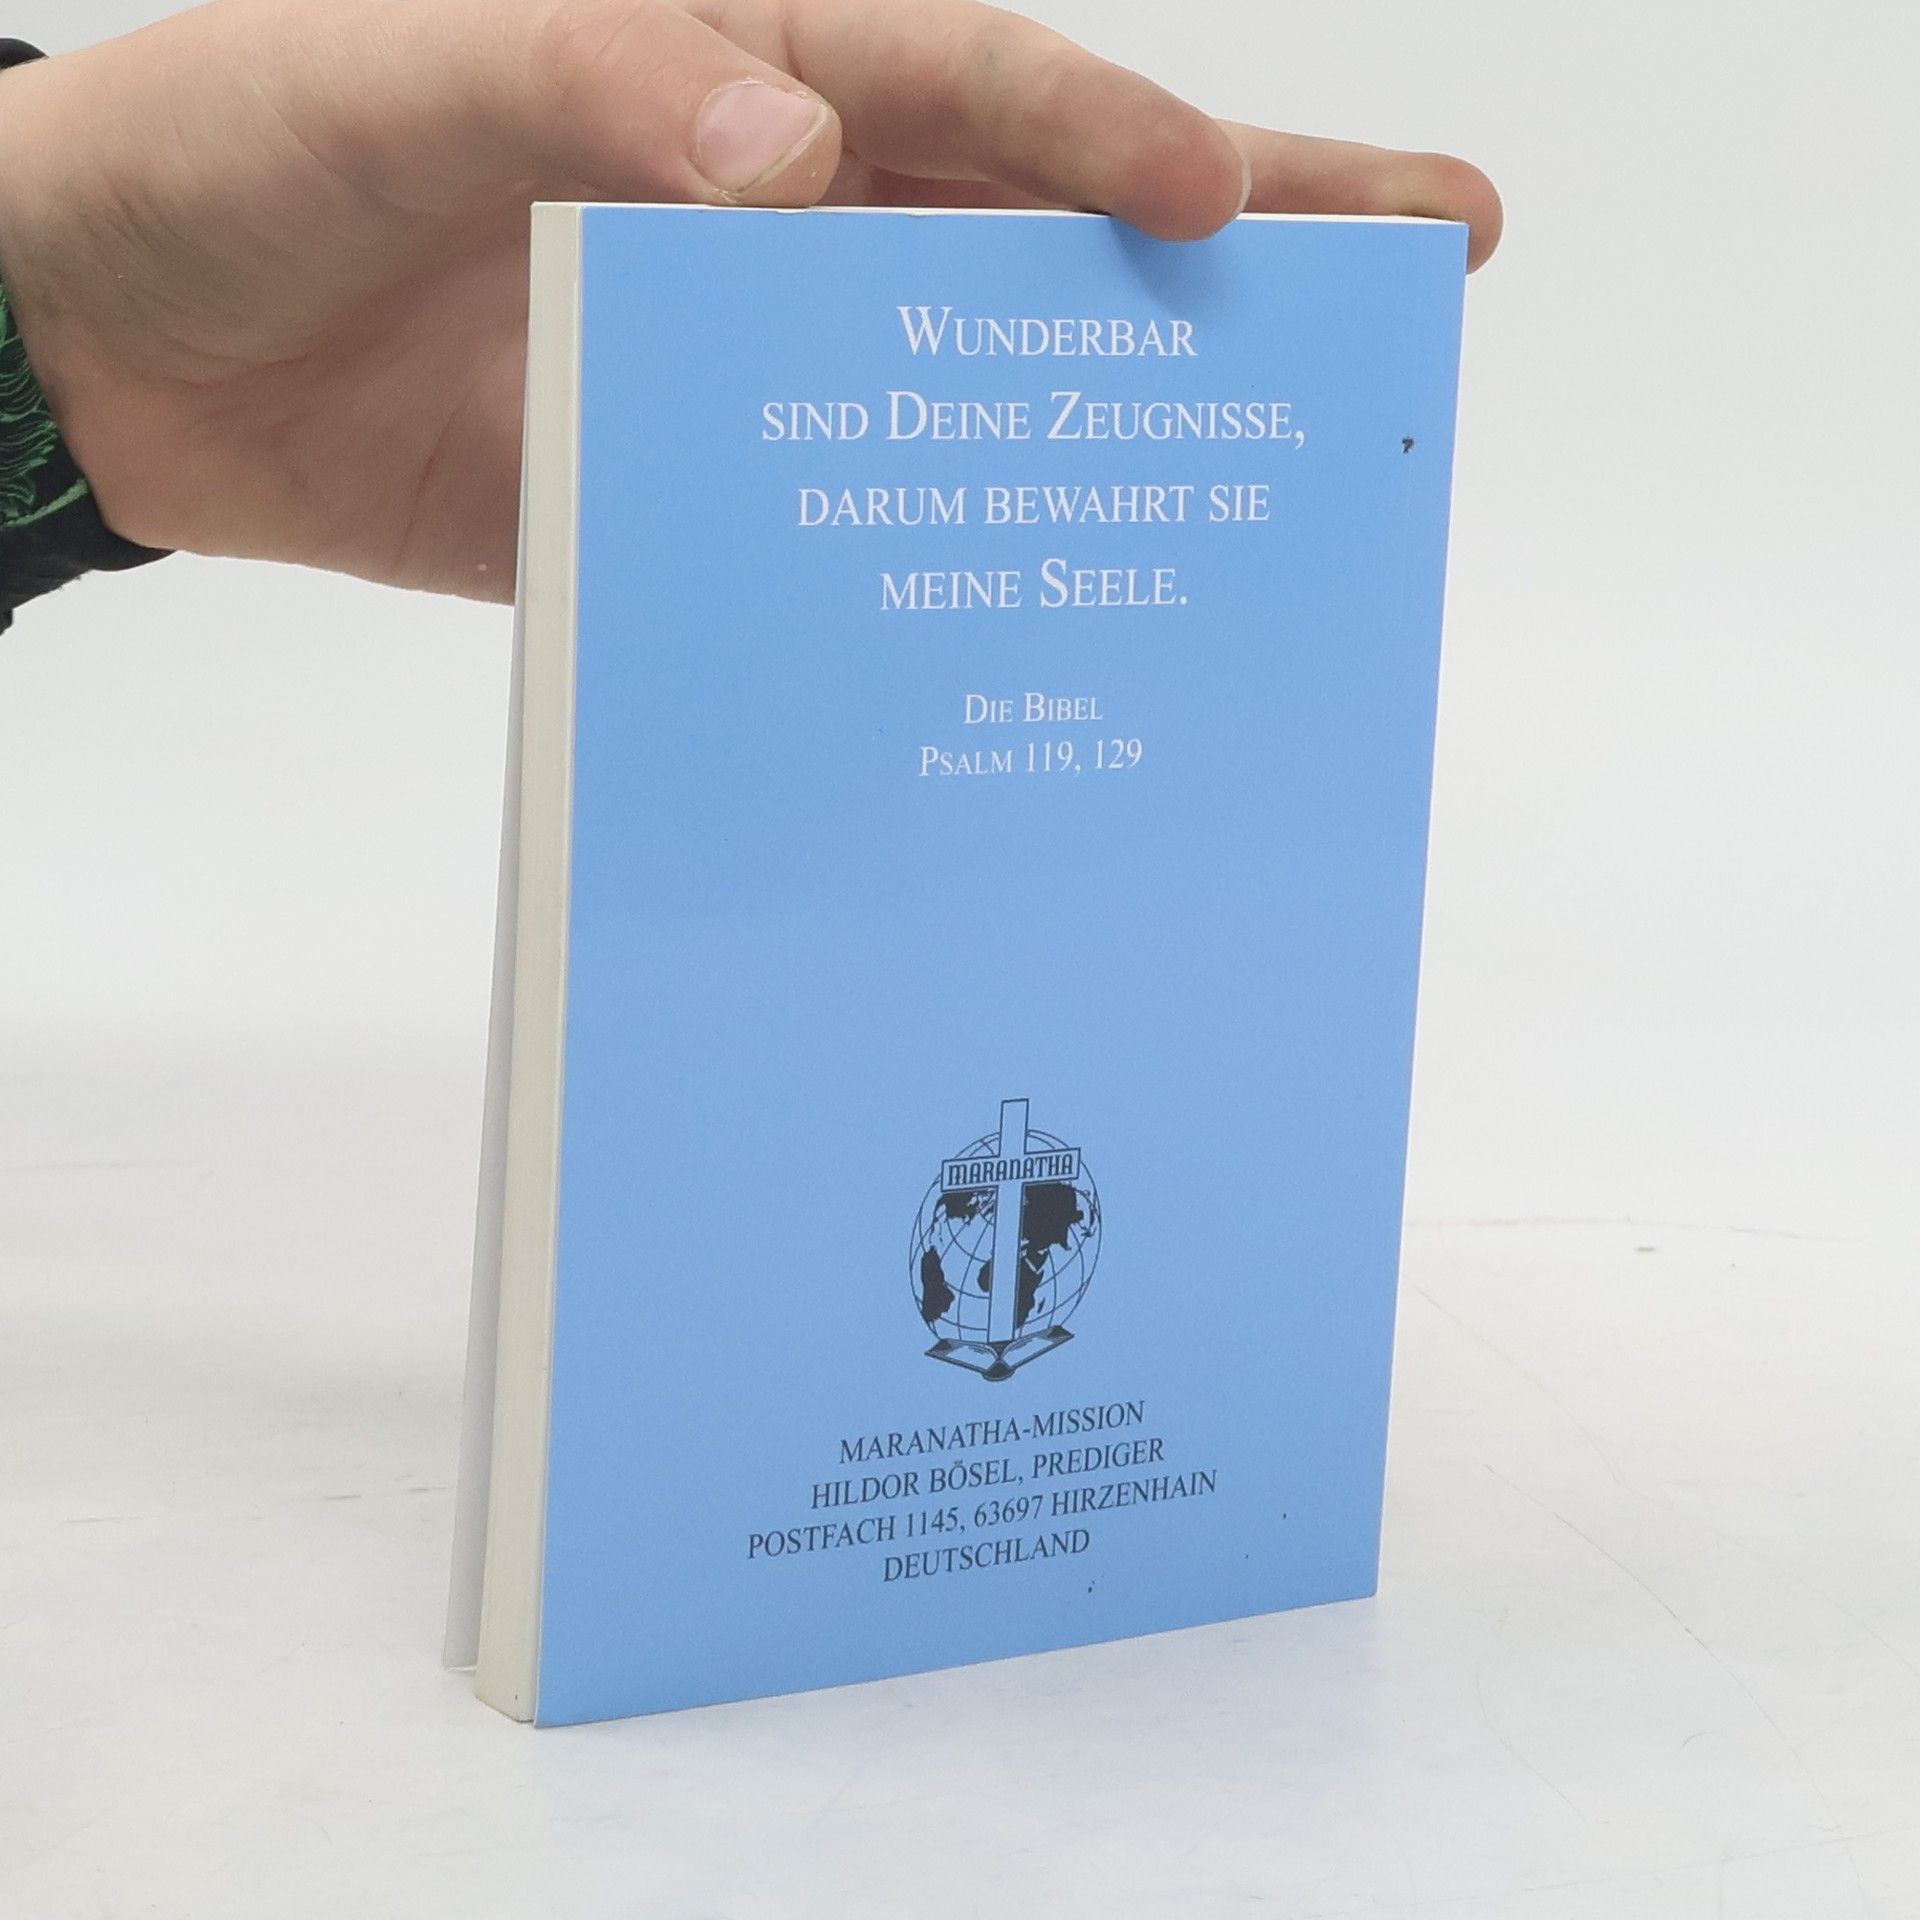 WUNDERBAR
SIND DEINE ZEUGNISSE,
DARUM BEWAHRT SIE
MEINE SEELE.
DIE BIBEL
PSALM 119, 129
MARANATHA
MARANATHA-MISSION
HILDOR BÖSEL, PREDIGER
POSTFACH 1145, 63697 HIRZENHAIN
DEUTSCHLAND